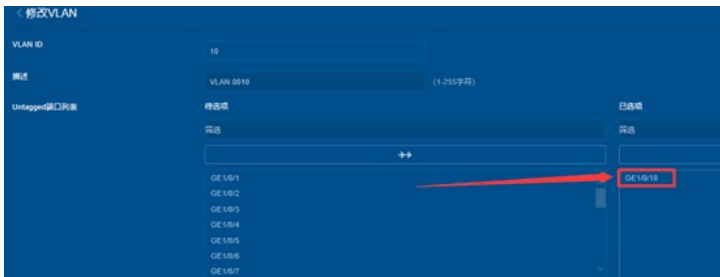 < 修改VLAN
VLAN ID
10
描述
VLAN 0010
(1-255字符)
Untagged端口列表
待选项
已选项
筛选
筛选
GE1/0/1
GE1/0/2
GE1/0/3
GE1/0/4
GE1/0/5
GE1/0/6
GE1/0/7
GE1/0/10